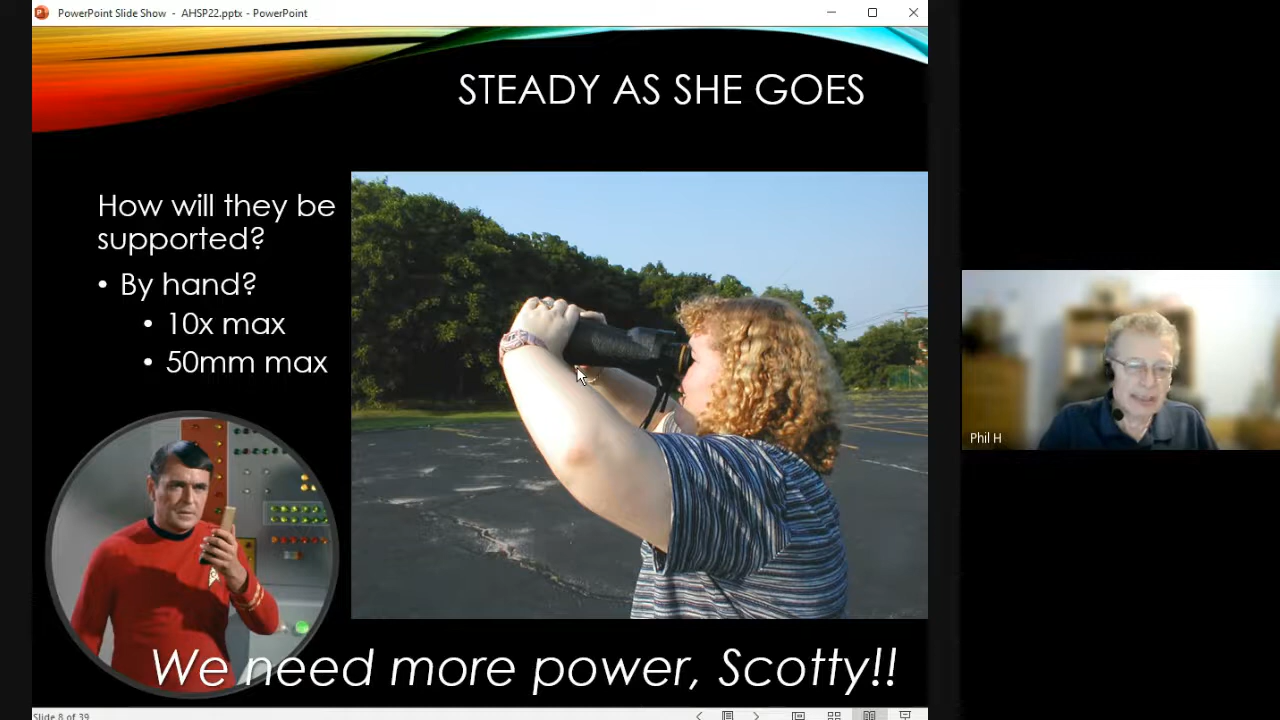 PowerPoint Slide Show - AHSP22.pptx - PowerPoint
STEADY AS SHE GOES
How will they be
supported?
• By hand?
• 10x max
• 50mm max
Phil H
We need more power, Scotty!!
Slide 8 of 39